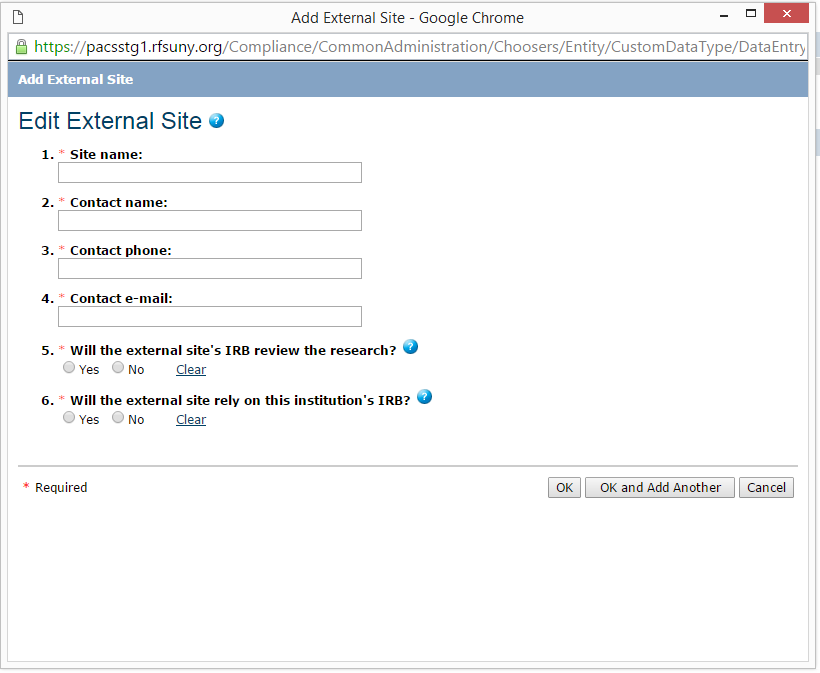 Add External Site - Google Chrome
https://pacsstg1.rfsuny.org/Compliance/CommonAdministration/Choosers/Entity/CustomDataType/DataEntry
Add External Site
Edit External Site ?
1. * Site name:
2. * Contact name:
3. * Contact phone:
4. * Contact e-mail:
5. * Will the external site's IRB review the research? ?
Yes No Clear
6. * Will the external site rely on this institution's IRB? ?
Yes No Clear
* Required OK OK and Add Another Cancel